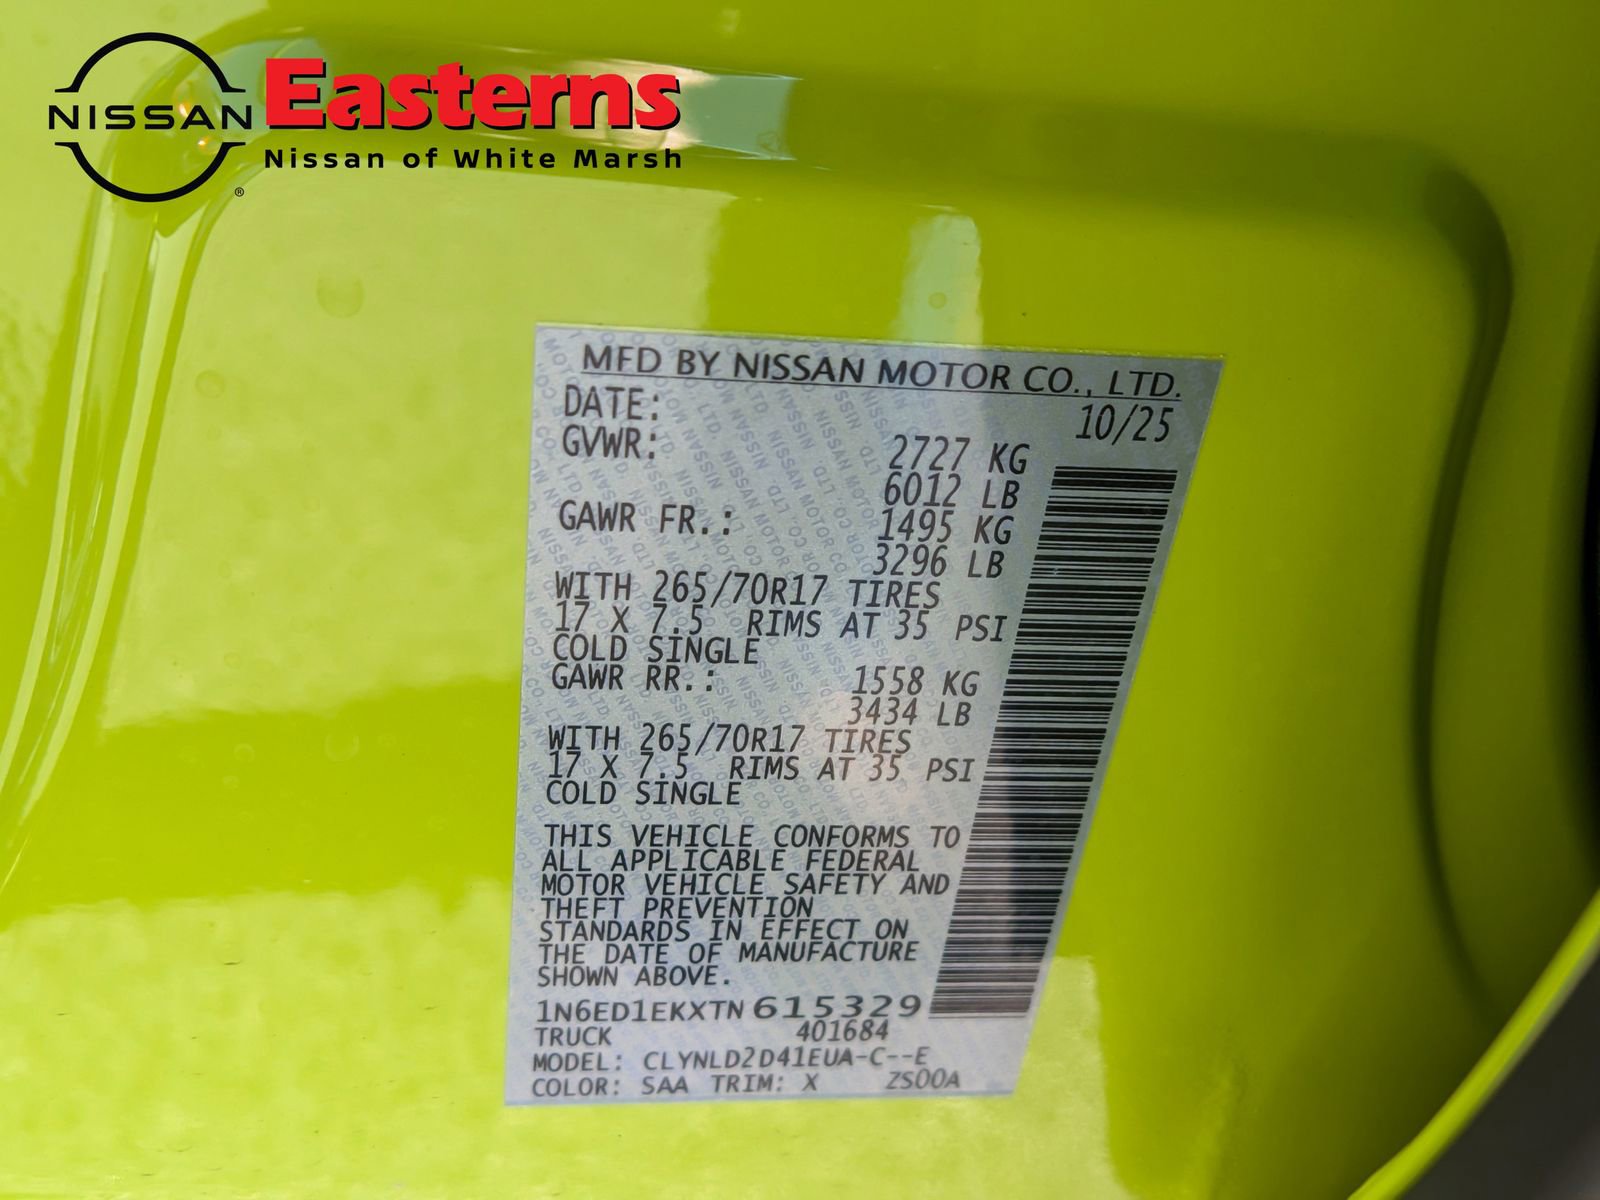 NISSAN
®
Easterns
Nissan of White Marsh
MFD BY NISSAN MOTOR CO., LTD.
DATE: 10/25
GVWR: 2727 KG
6012 LB
GAWR FR.: 1495 KG
3296 LB
WITH 265/70R17 TIRES
17 X 7.5 RIMS AT 35 PSI
COLD SINGLE
GAWR RR.: 1558 KG
3434 LB
WITH 265/70R17 TIRES
17 X 7.5 RIMS AT 35 PSI
COLD SINGLE
THIS VEHICLE CONFORMS TO
ALL APPLICABLE FEDERAL
MOTOR VEHICLE SAFETY AND
THEFT PREVENTION
STANDARDS IN EFFECT ON
THE DATE OF MANUFACTURE
SHOWN ABOVE.
1N6ED1EKXTN615329
TRUCK 401684
MODEL: CLYNLD2D41EUA-C--E
COLOR: SAA TRIM: X ZS00A